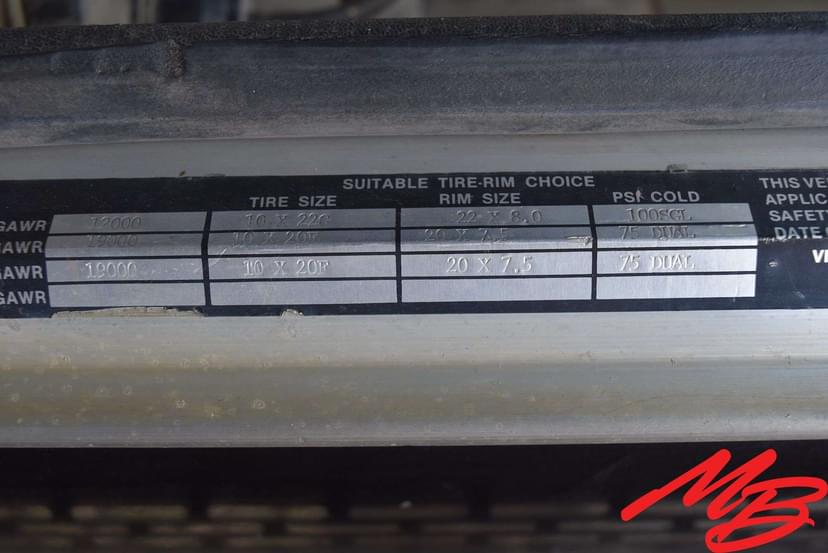 SUITABLE TIRE-RIM CHOICE
TIRE SIZE RIM SIZE PSI COLD
GAWR 12000 10 X 22G 22 X 8.0 100SGL
GAWR 19000 10 X 20F 20 X 7.5 75 DUAL
GAWR 19000 10 X 20F 20 X 7.5 75 DUAL
GAWR
THIS VE
APPLIC
SAFET
DATE
VE
MB